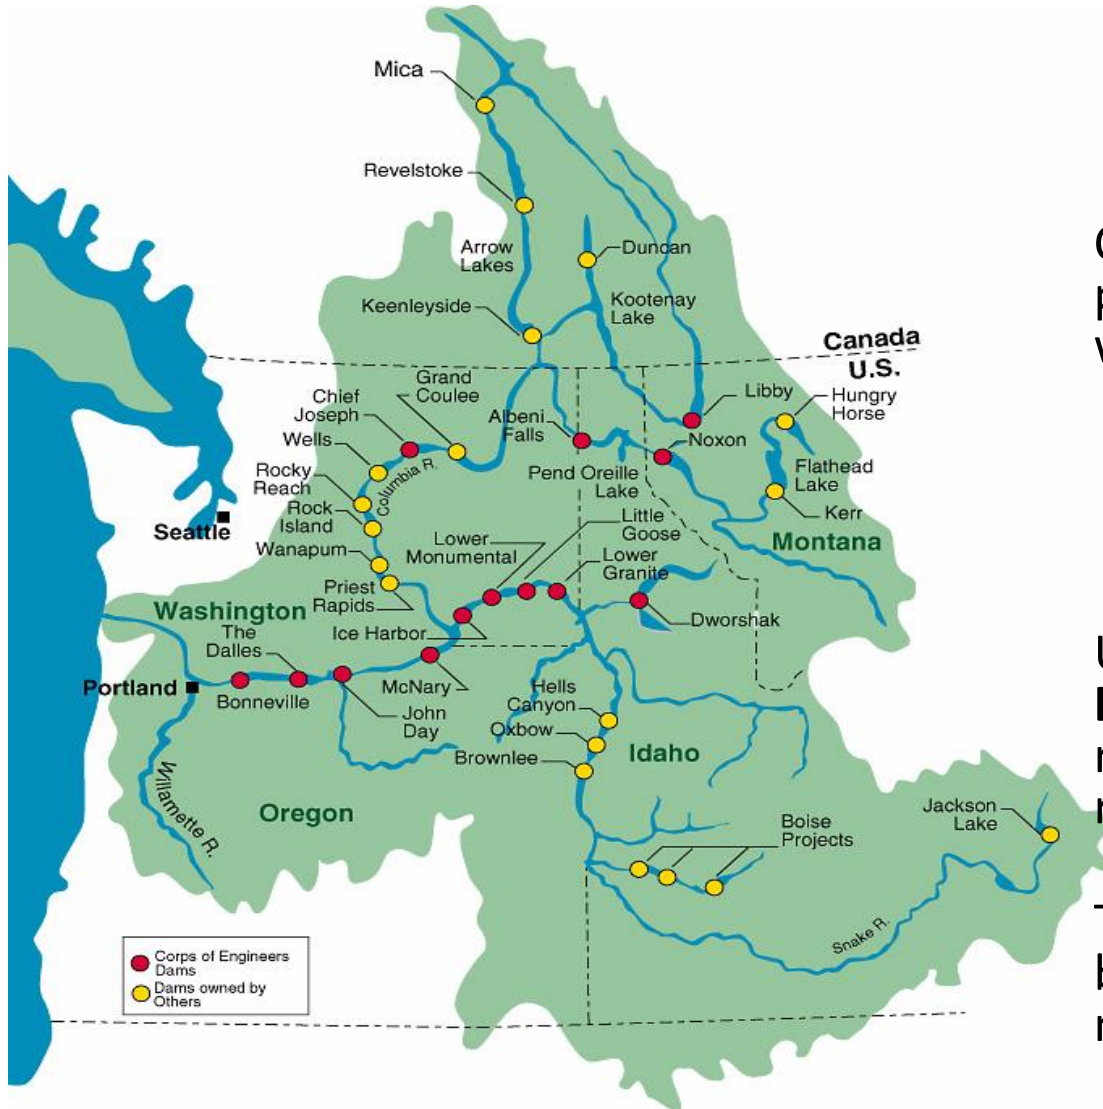 Mica
Revelstoke
Arrow
Lakes
Duncan
Keenleyside
Kootenay
Lake
Canada
U.S.
Grand
Coulee
Chief
Joseph
Wells
Albeni
Falls
Libby
Hungry
Horse
Noxon
Rocky
Reach
Columbia R.
Pend Oreille
Lake
Flathead
Lake
Rock
Island
Kerr
Seattle
Wanapum
Lower
Monumental
Little
Goose
Montana
Priest
Rapids
Lower
Granite
Washington
Ice Harbor
Dworshak
The
Dalles
Portland
Bonneville
McNary
John
Day
Hells
Canyon
Oxbow
Brownlee
Idaho
Willamette R.
Oregon
Boise
Projects
Jackson
Lake
Snake R.
Corps of Engineers
Dams
Dams owned by
Others